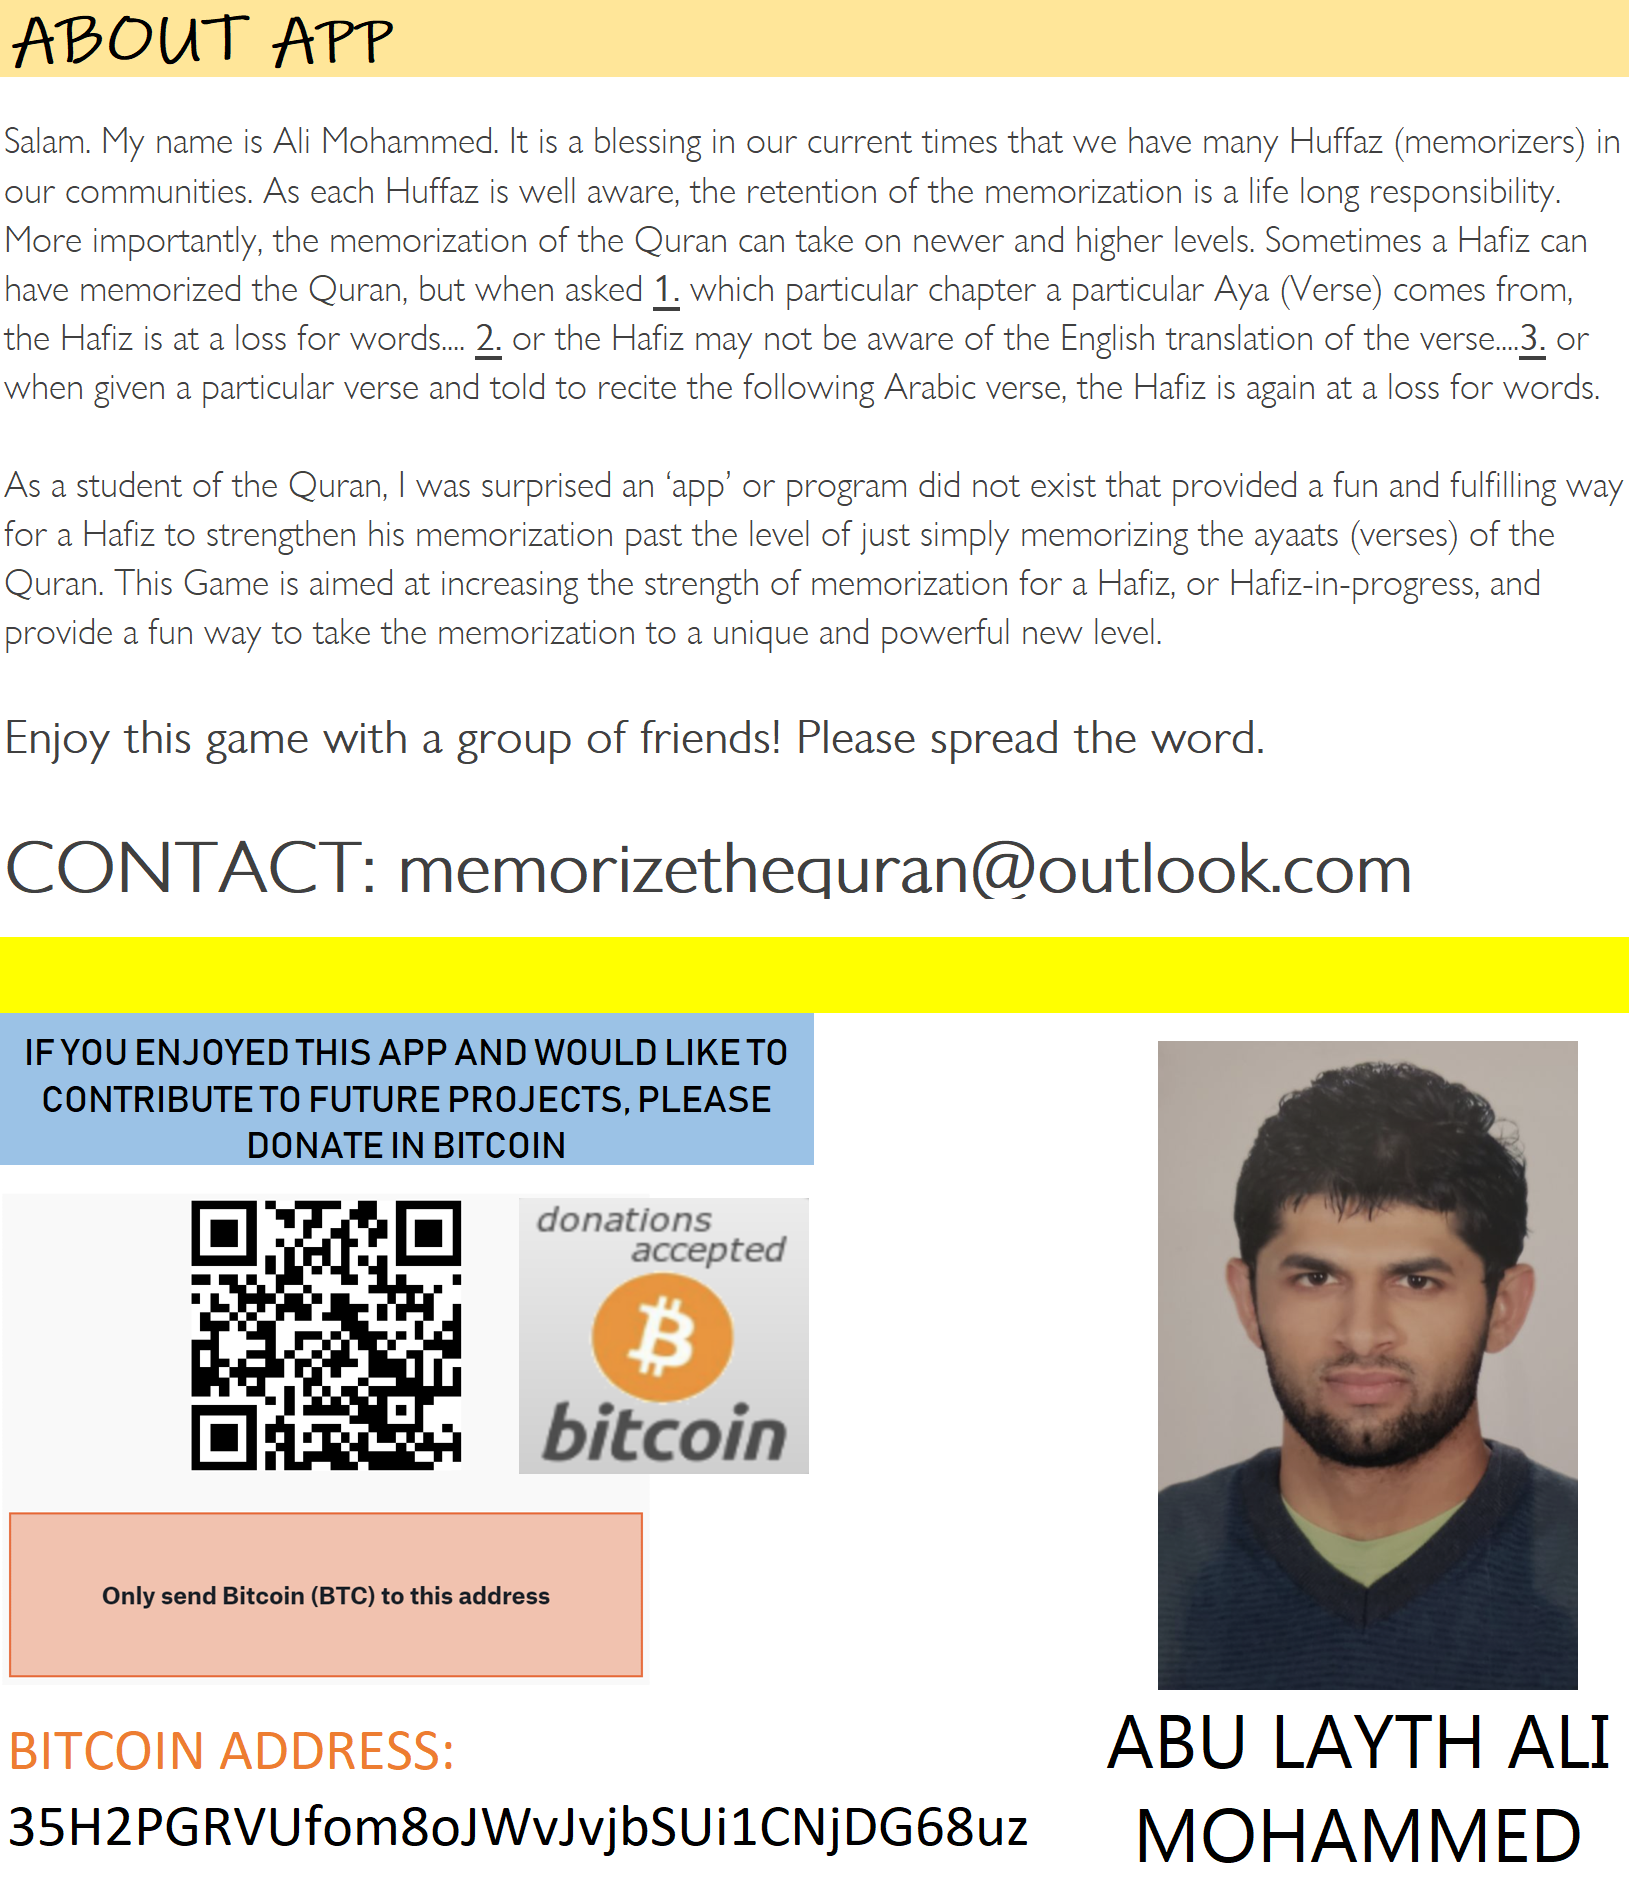 ABOUT APP
Salam. My name is Ali Mohammed. It is a blessing in our current times that we have many Huffaz (memorizers) in
our communities. As each Huffaz is well aware, the retention of the memorization is a life long responsibility.
More importantly, the memorization of the Quran can take on newer and higher levels. Sometimes a Hafiz can
have memorized the Quran, but when asked 1. which particular chapter a particular Aya (Verse) comes from,
the Hafiz is at a loss for words.... 2. or the Hafiz may not be aware of the English translation of the verse....3. or
when given a particular verse and told to recite the following Arabic verse, the Hafiz is again at a loss for words.
As a student of the Quran, I was surprised an ‘app’ or program did not exist that provided a fun and fulfilling way
for a Hafiz to strengthen his memorization past the level of just simply memorizing the ayaats (verses) of the
Quran. This Game is aimed at increasing the strength of memorization for a Hafiz, or Hafiz-in-progress, and
provide a fun way to take the memorization to a unique and powerful new level.
Enjoy this game with a group of friends! Please spread the word.
CONTACT: memorizethequran@outlook.com
IF YOU ENJOYED THIS APP AND WOULD LIKE TO
CONTRIBUTE TO FUTURE PROJECTS, PLEASE
DONATE IN BITCOIN
donations
accepted
bitcoin
Only send Bitcoin (BTC) to this address
BITCOIN ADDRESS:
35H2PGRVUfom8oJWvJvjbSUi1CNjDG68uz
ABU LAYTH ALI
MOHAMMED